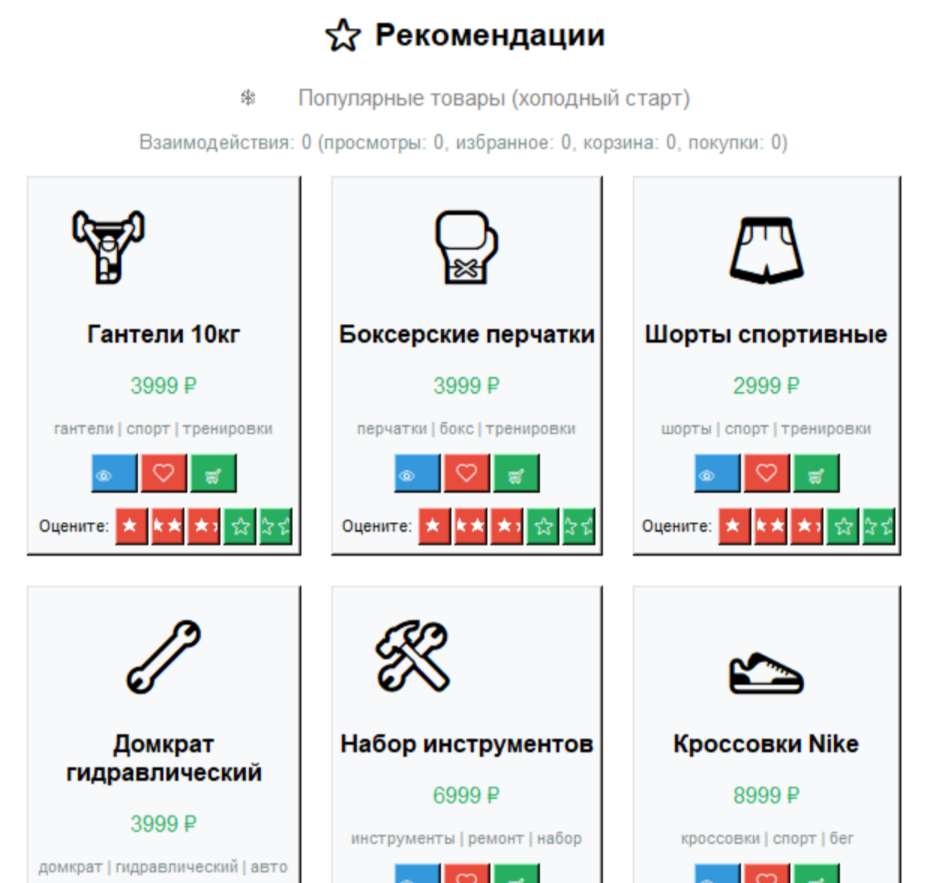 Рекомендации
Популярные товары (холодный старт)
Взаимодействия: 0 (просмотры: 0, избранное: 0, корзина: 0, покупки: 0)
Гантели 10кг
3999 ₽
гантели | спорт | тренировки
Оцените:
Боксерские перчатки
3999 ₽
перчатки | бокс | тренировки
Оцените:
Шорты спортивные
2999 ₽
шорты | спорт | тренировки
Оцените:
Домкрат
гидравлический
3999 ₽
домкрат | гидравлический | авто
Набор инструментов
6999 ₽
инструменты | ремонт | набор
Кроссовки Nike
8999 ₽
кроссовки | спорт | бег